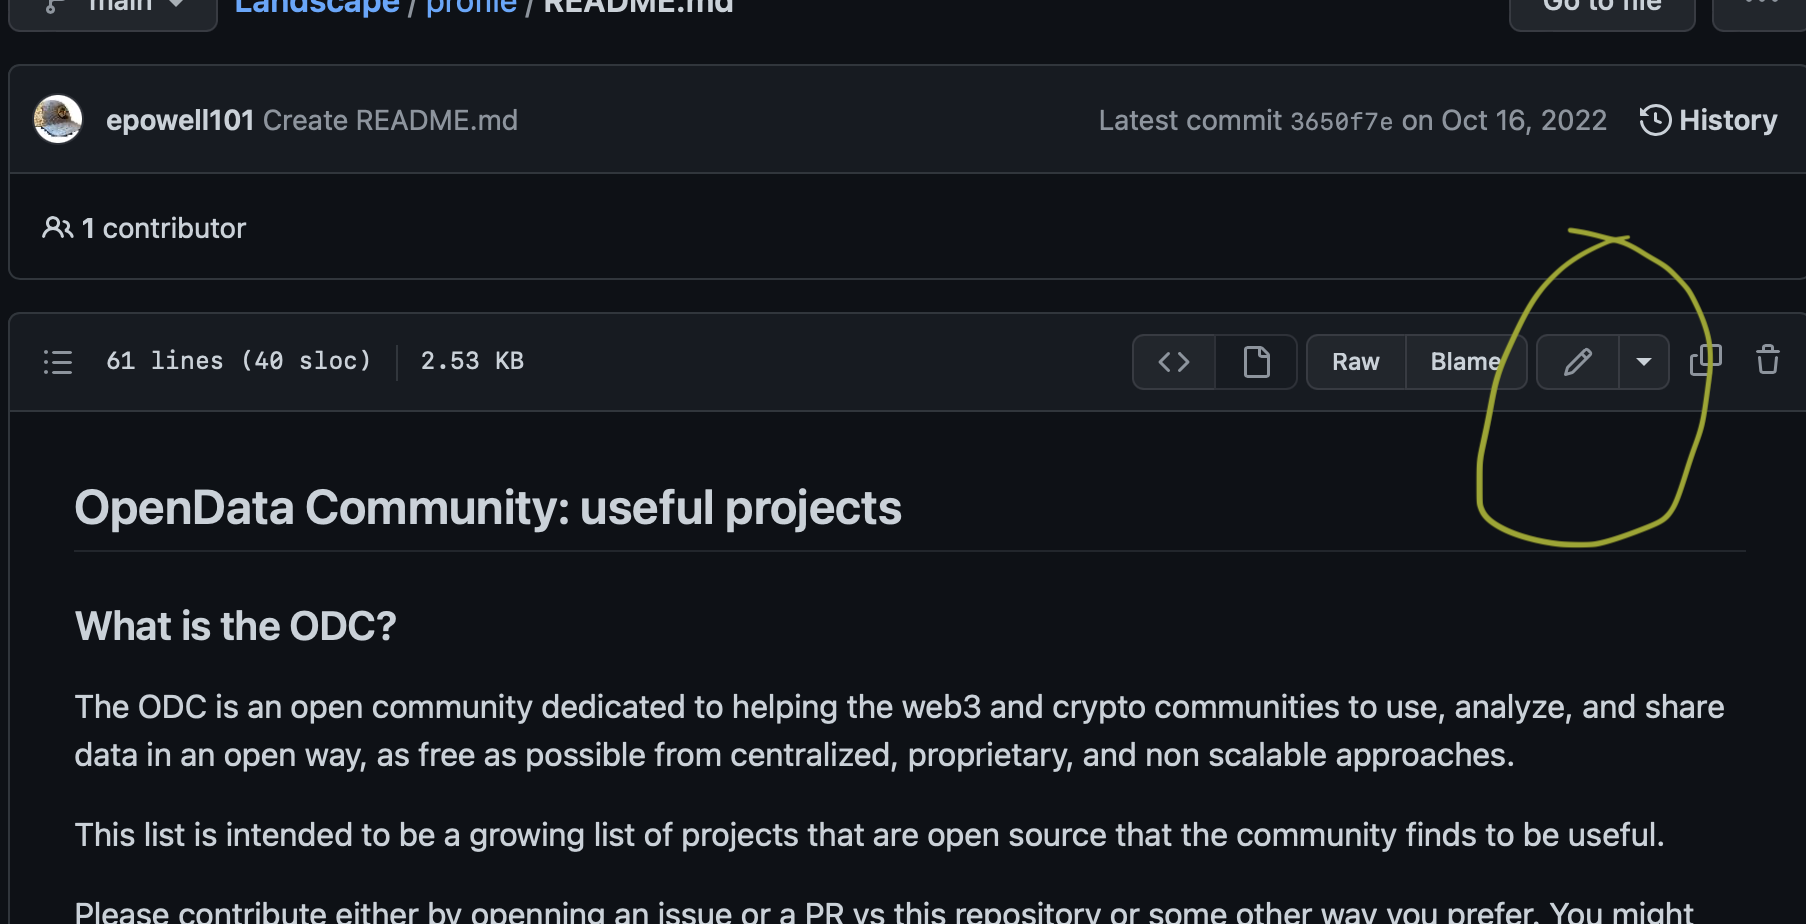 main
Landscape / profile / README.md
Go to file
epowell101 Create README.md
Latest commit 3650f7e on Oct 16, 2022
History
1 contributor
61 lines (40 sloc)
2.53 KB
Raw
Blame
OpenData Community: useful projects
What is the ODC?
The ODC is an open community dedicated to helping the web3 and crypto communities to use, analyze, and share
data in an open way, as free as possible from centralized, proprietary, and non scalable approaches.
This list is intended to be a growing list of projects that are open source that the community finds to be useful.
Please contribute either by openning an issue or a PR vs this repository or some other way you prefer. You might